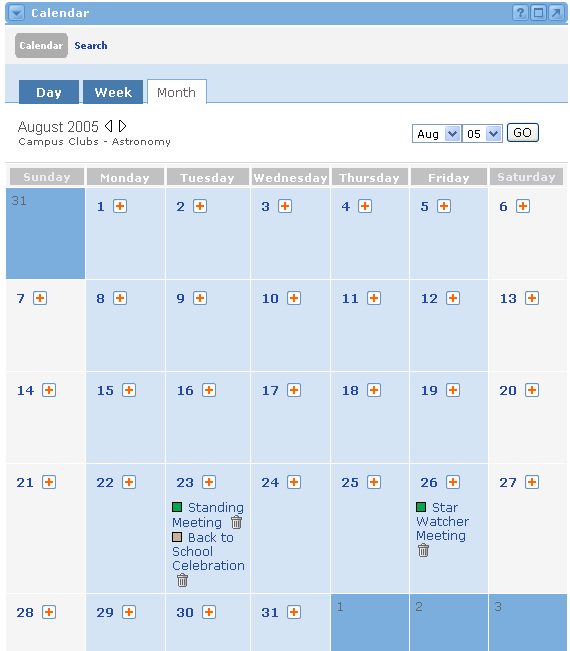 Calendar
?
Calendar Search
Day Week Month
August 2005
Campus Clubs - Astronomy
Aug 05 GO
Sunday Monday Tuesday Wednesday Thursday Friday Saturday
31 1 2 3 4 5 6
7 8 9 10 11 12 13
14 15 16 17 18 19 20
21 22 23 24 25 26 27
Standing
Meeting
Back to
School
Celebration
Star
Watcher
Meeting
28 29 30 31 1 2 3